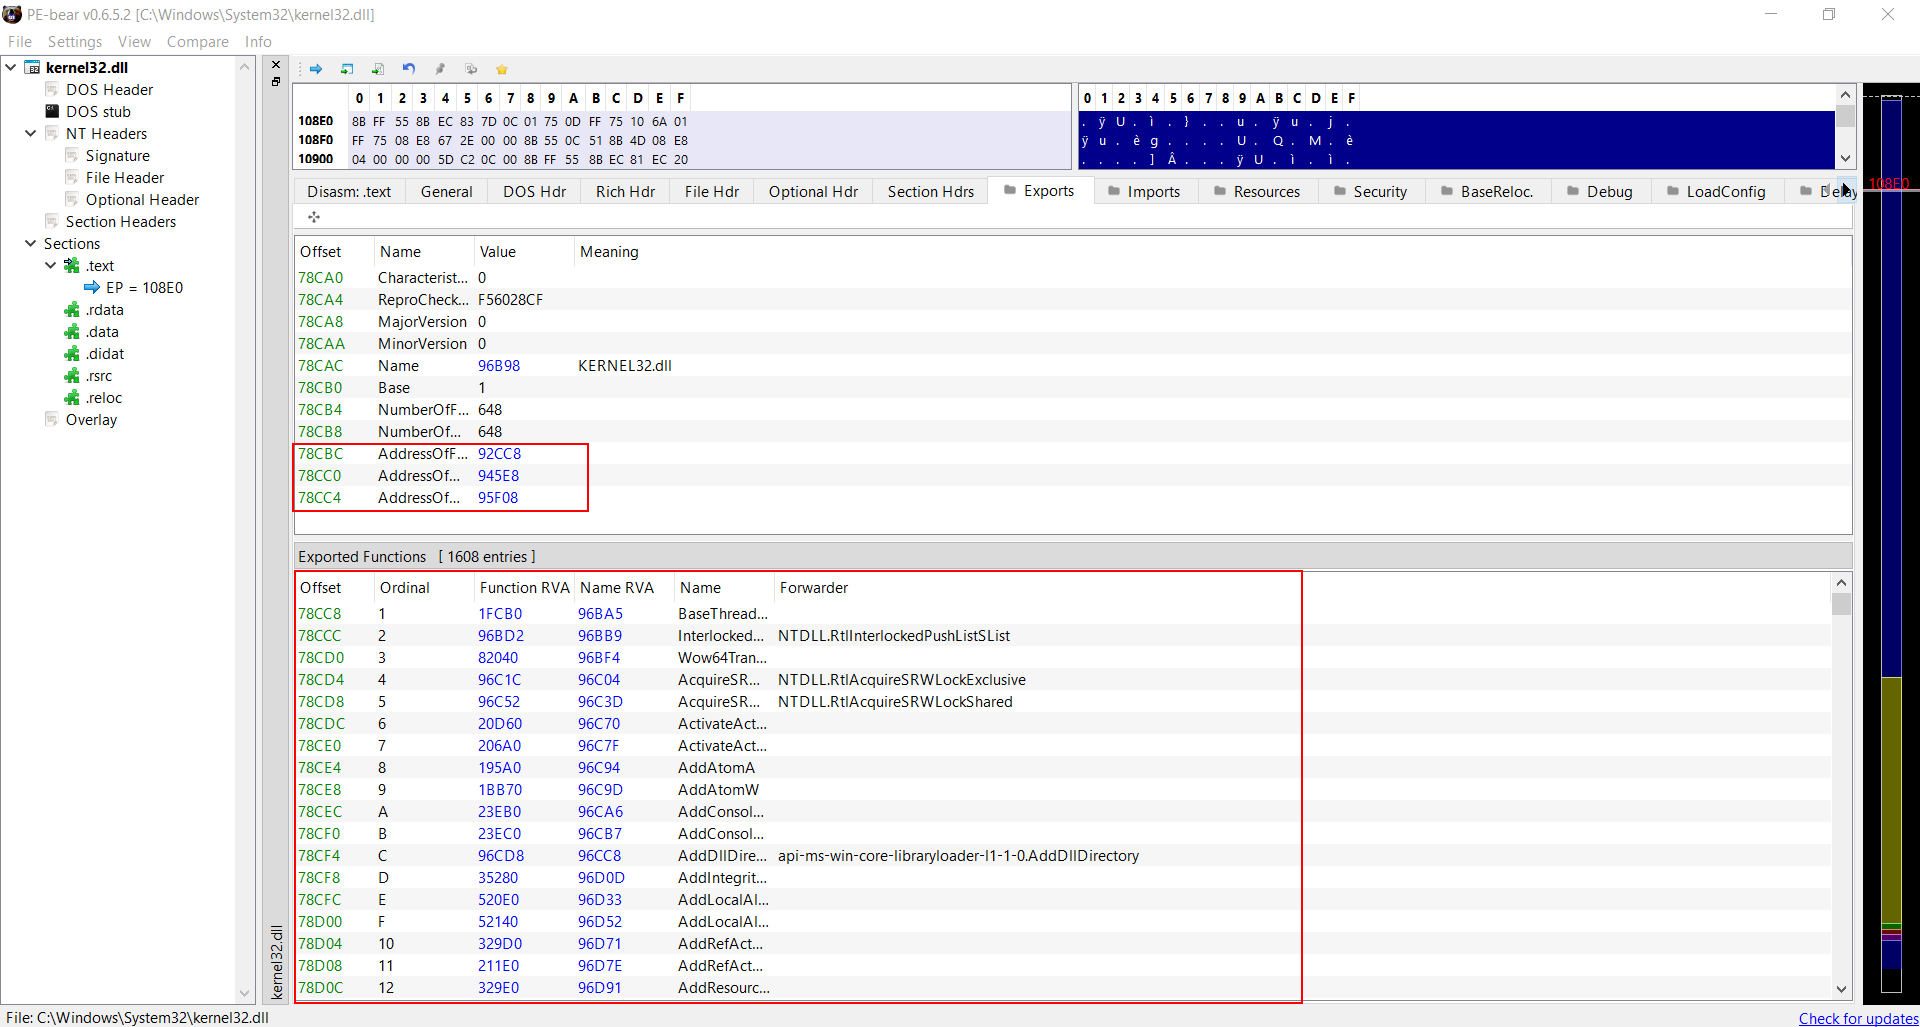 PE-bear v0.6.5.2 [C:\Windows\System32\kernel32.dll]
File Settings View Compare Info
kernel32.dll
DOS Header
DOS stub
NT Headers
Signature
File Header
Optional Header
Section Headers
Sections
.text
EP = 108E0
.rdata
.data
.didat
.rsrc
.reloc
Overlay
kernel32.dll
0 1 2 3 4 5 6 7 8 9 A B C D E F
108E0 8B FF 55 8B EC 83 7D 0C 01 75 0D FF 75 10 6A 01
108F0 FF 75 08 E8 67 2E 00 00 8B 55 0C 51 8B 4D 08 E8
10900 04 00 00 00 5D C2 0C 00 8B FF 55 8B EC 81 EC 20
0 1 2 3 4 5 6 7 8 9 A B C D E F
. ÿ U . ì . } . . u . ÿ u . j .
ÿ u . è g . . . . U . Q . M . è
. . . . ] Â . . . ÿ U . ì . ì .
108E0
Disasm: .text General DOS Hdr Rich Hdr File Hdr Optional Hdr Section Hdrs Exports Imports Resources Security BaseReloc. Debug LoadConfig Delay
Offset Name Value Meaning
78CA0 Characterist... 0
78CA4 ReproCheck... F56028CF
78CA8 MajorVersion 0
78CAA MinorVersion 0
78CAC Name 96B98 KERNEL32.dll
78CB0 Base 1
78CB4 NumberOfF... 648
78CB8 NumberOf... 648
78CBC AddressOfF... 92CC8
78CC0 AddressOf... 945E8
78CC4 AddressOf... 95F08
Exported Functions [ 1608 entries ]
Offset Ordinal Function RVA Name RVA Name Forwarder
78CC8 1 1FCB0 96BA5 BaseThread...
78CCC 2 96BD2 96BB9 Interlocked... NTDLL.RtlInterlockedPushListSList
78CD0 3 82040 96BF4 Wow64Tran...
78CD4 4 96C1C 96C04 AcquireSR... NTDLL.RtlAcquireSRWLockExclusive
78CD8 5 96C52 96C3D AcquireSR... NTDLL.RtlAcquireSRWLockShared
78CDC 6 20D60 96C70 ActivateAct...
78CE0 7 206A0 96C7F ActivateAct...
78CE4 8 195A0 96C94 AddAtomA
78CE8 9 1BB70 96C9D AddAtomW
78CEC A 23EB0 96CA6 AddConsol...
78CF0 B 23EC0 96CB7 AddConsol...
78CF4 C 96CD8 96CC8 AddDllDire... api-ms-win-core-libraryloader-l1-1-0.AddDllDirectory
78CF8 D 35280 96D0D AddIntegrit...
78CFC E 520E0 96D33 AddLocalAl...
78D00 F 52140 96D52 AddLocalAl...
78D04 10 329D0 96D71 AddRefAct...
78D08 11 211E0 96D7E AddRefAct...
78D0C 12 329E0 96D91 AddResourc...
File: C:\Windows\System32\kernel32.dll
Check for updates